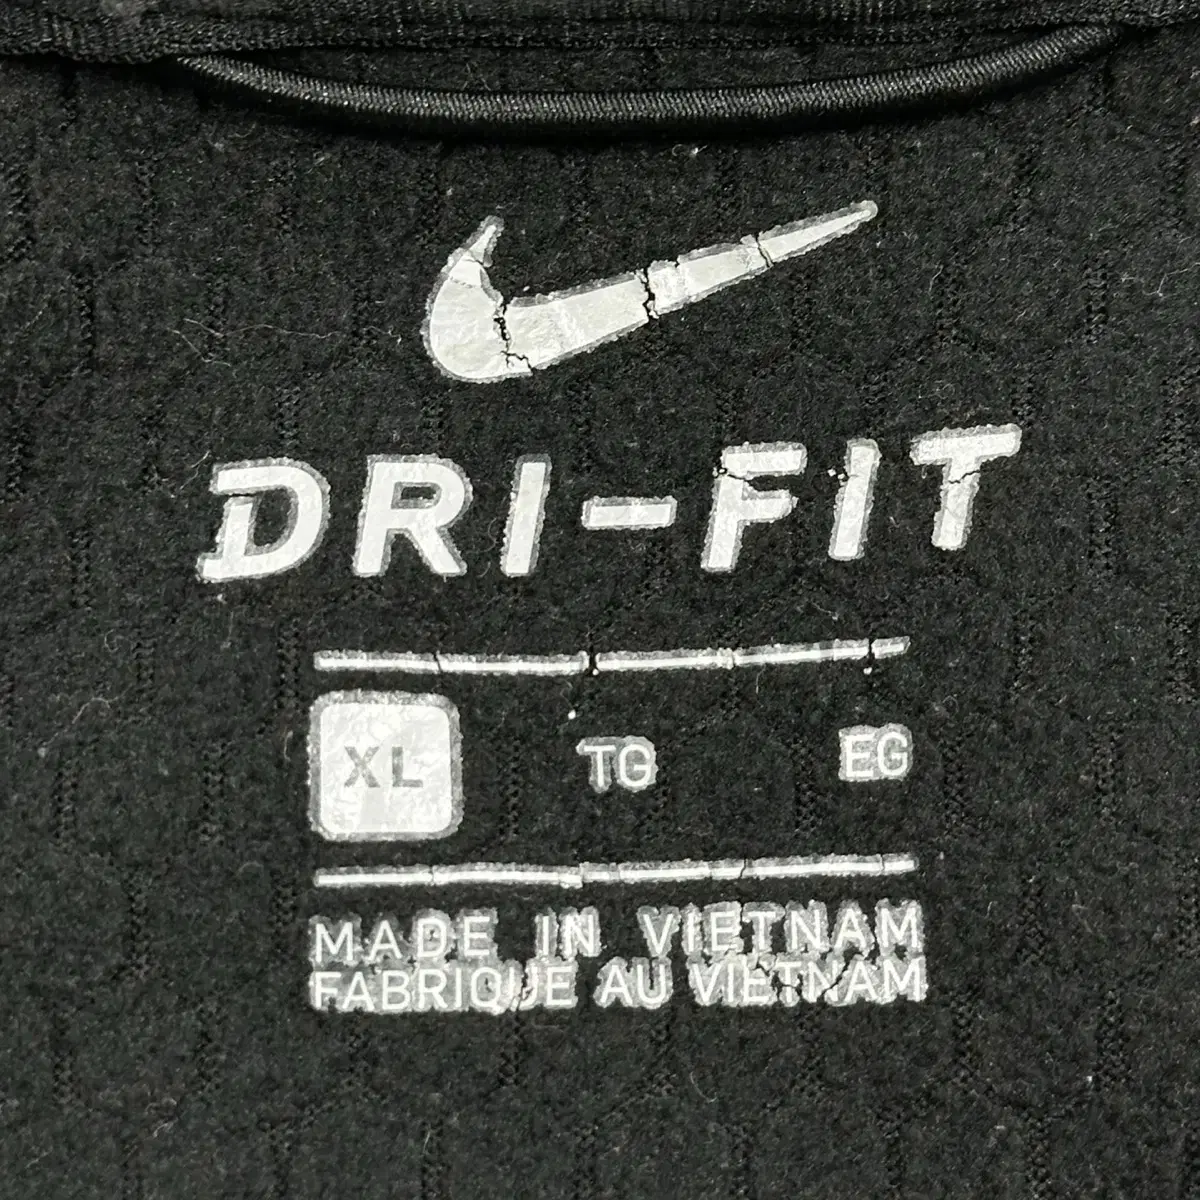 DRI-FIT
XL TG EG
MADE IN VIETNAM
FABRIQUE AU VIETNAM